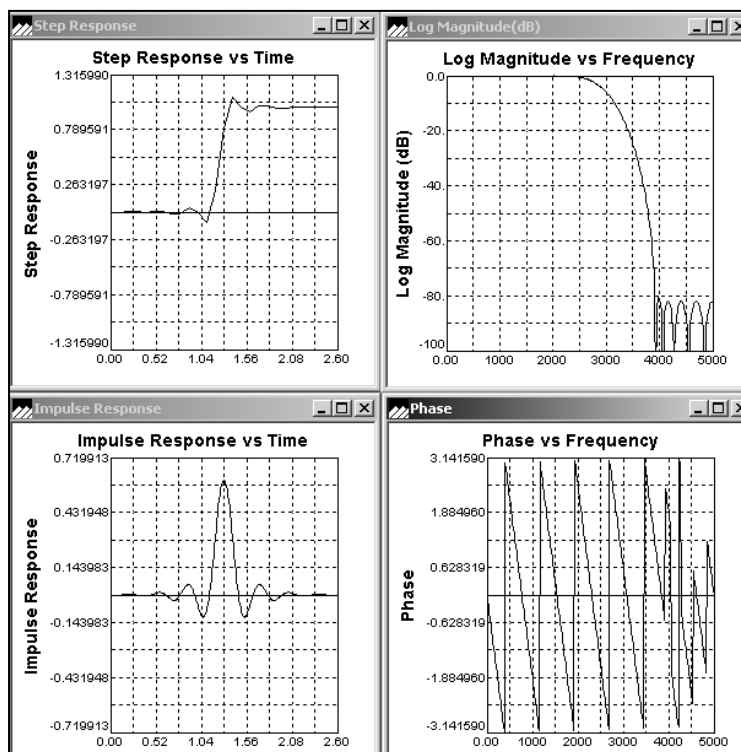 Step Response
Step Response vs Time
1.315990
0.789591
0.263197
-0.263197
-0.789591
-1.315990
Step Response
0.00 0.52 1.04 1.56 2.08 2.60
Log Magnitude(dB)
Log Magnitude vs Frequency
0.0
-20.
-40.
-60.
-80.
-100
Log Magnitude (dB)
0.00 1000 2000 3000 4000 5000
Impulse Response
Impulse Response vs Time
0.719913
0.431948
0.143983
-0.143983
-0.431948
-0.719913
Impulse Response
0.00 0.52 1.04 1.56 2.08 2.60
Phase
Phase vs Frequency
3.141590
1.884960
0.628319
-0.628319
-1.884960
-3.141590
Phase
0.00 1000 2000 3000 4000 5000